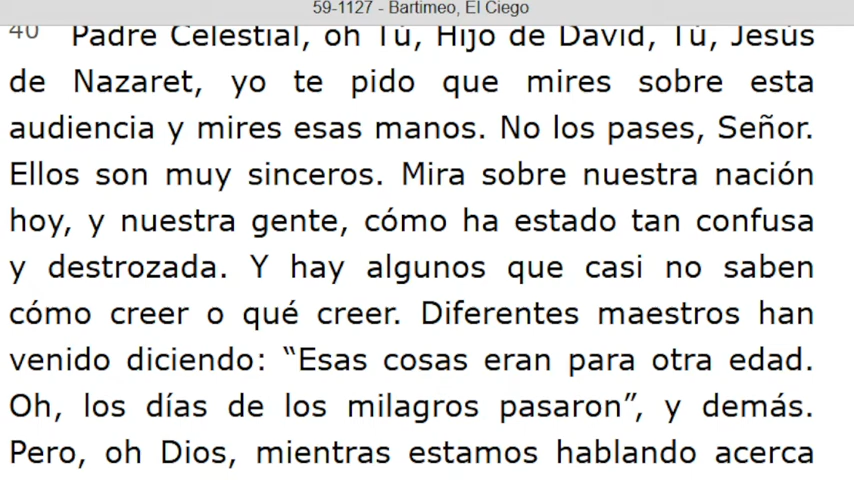 59-1127 - Bartimeo, El Ciego
40 Padre Celestial, oh Tú, Hijo de David, Tú, Jesús
de Nazaret, yo te pido que mires sobre esta
audiencia y mires esas manos. No los pases, Señor.
Ellos son muy sinceros. Mira sobre nuestra nación
hoy, y nuestra gente, cómo ha estado tan confusa
y destrozada. Y hay algunos que casi no saben
cómo creer o qué creer. Diferentes maestros han
venido diciendo: “Esas cosas eran para otra edad.
Oh, los días de los milagros pasaron”, y demás.
Pero, oh Dios, mientras estamos hablando acerca